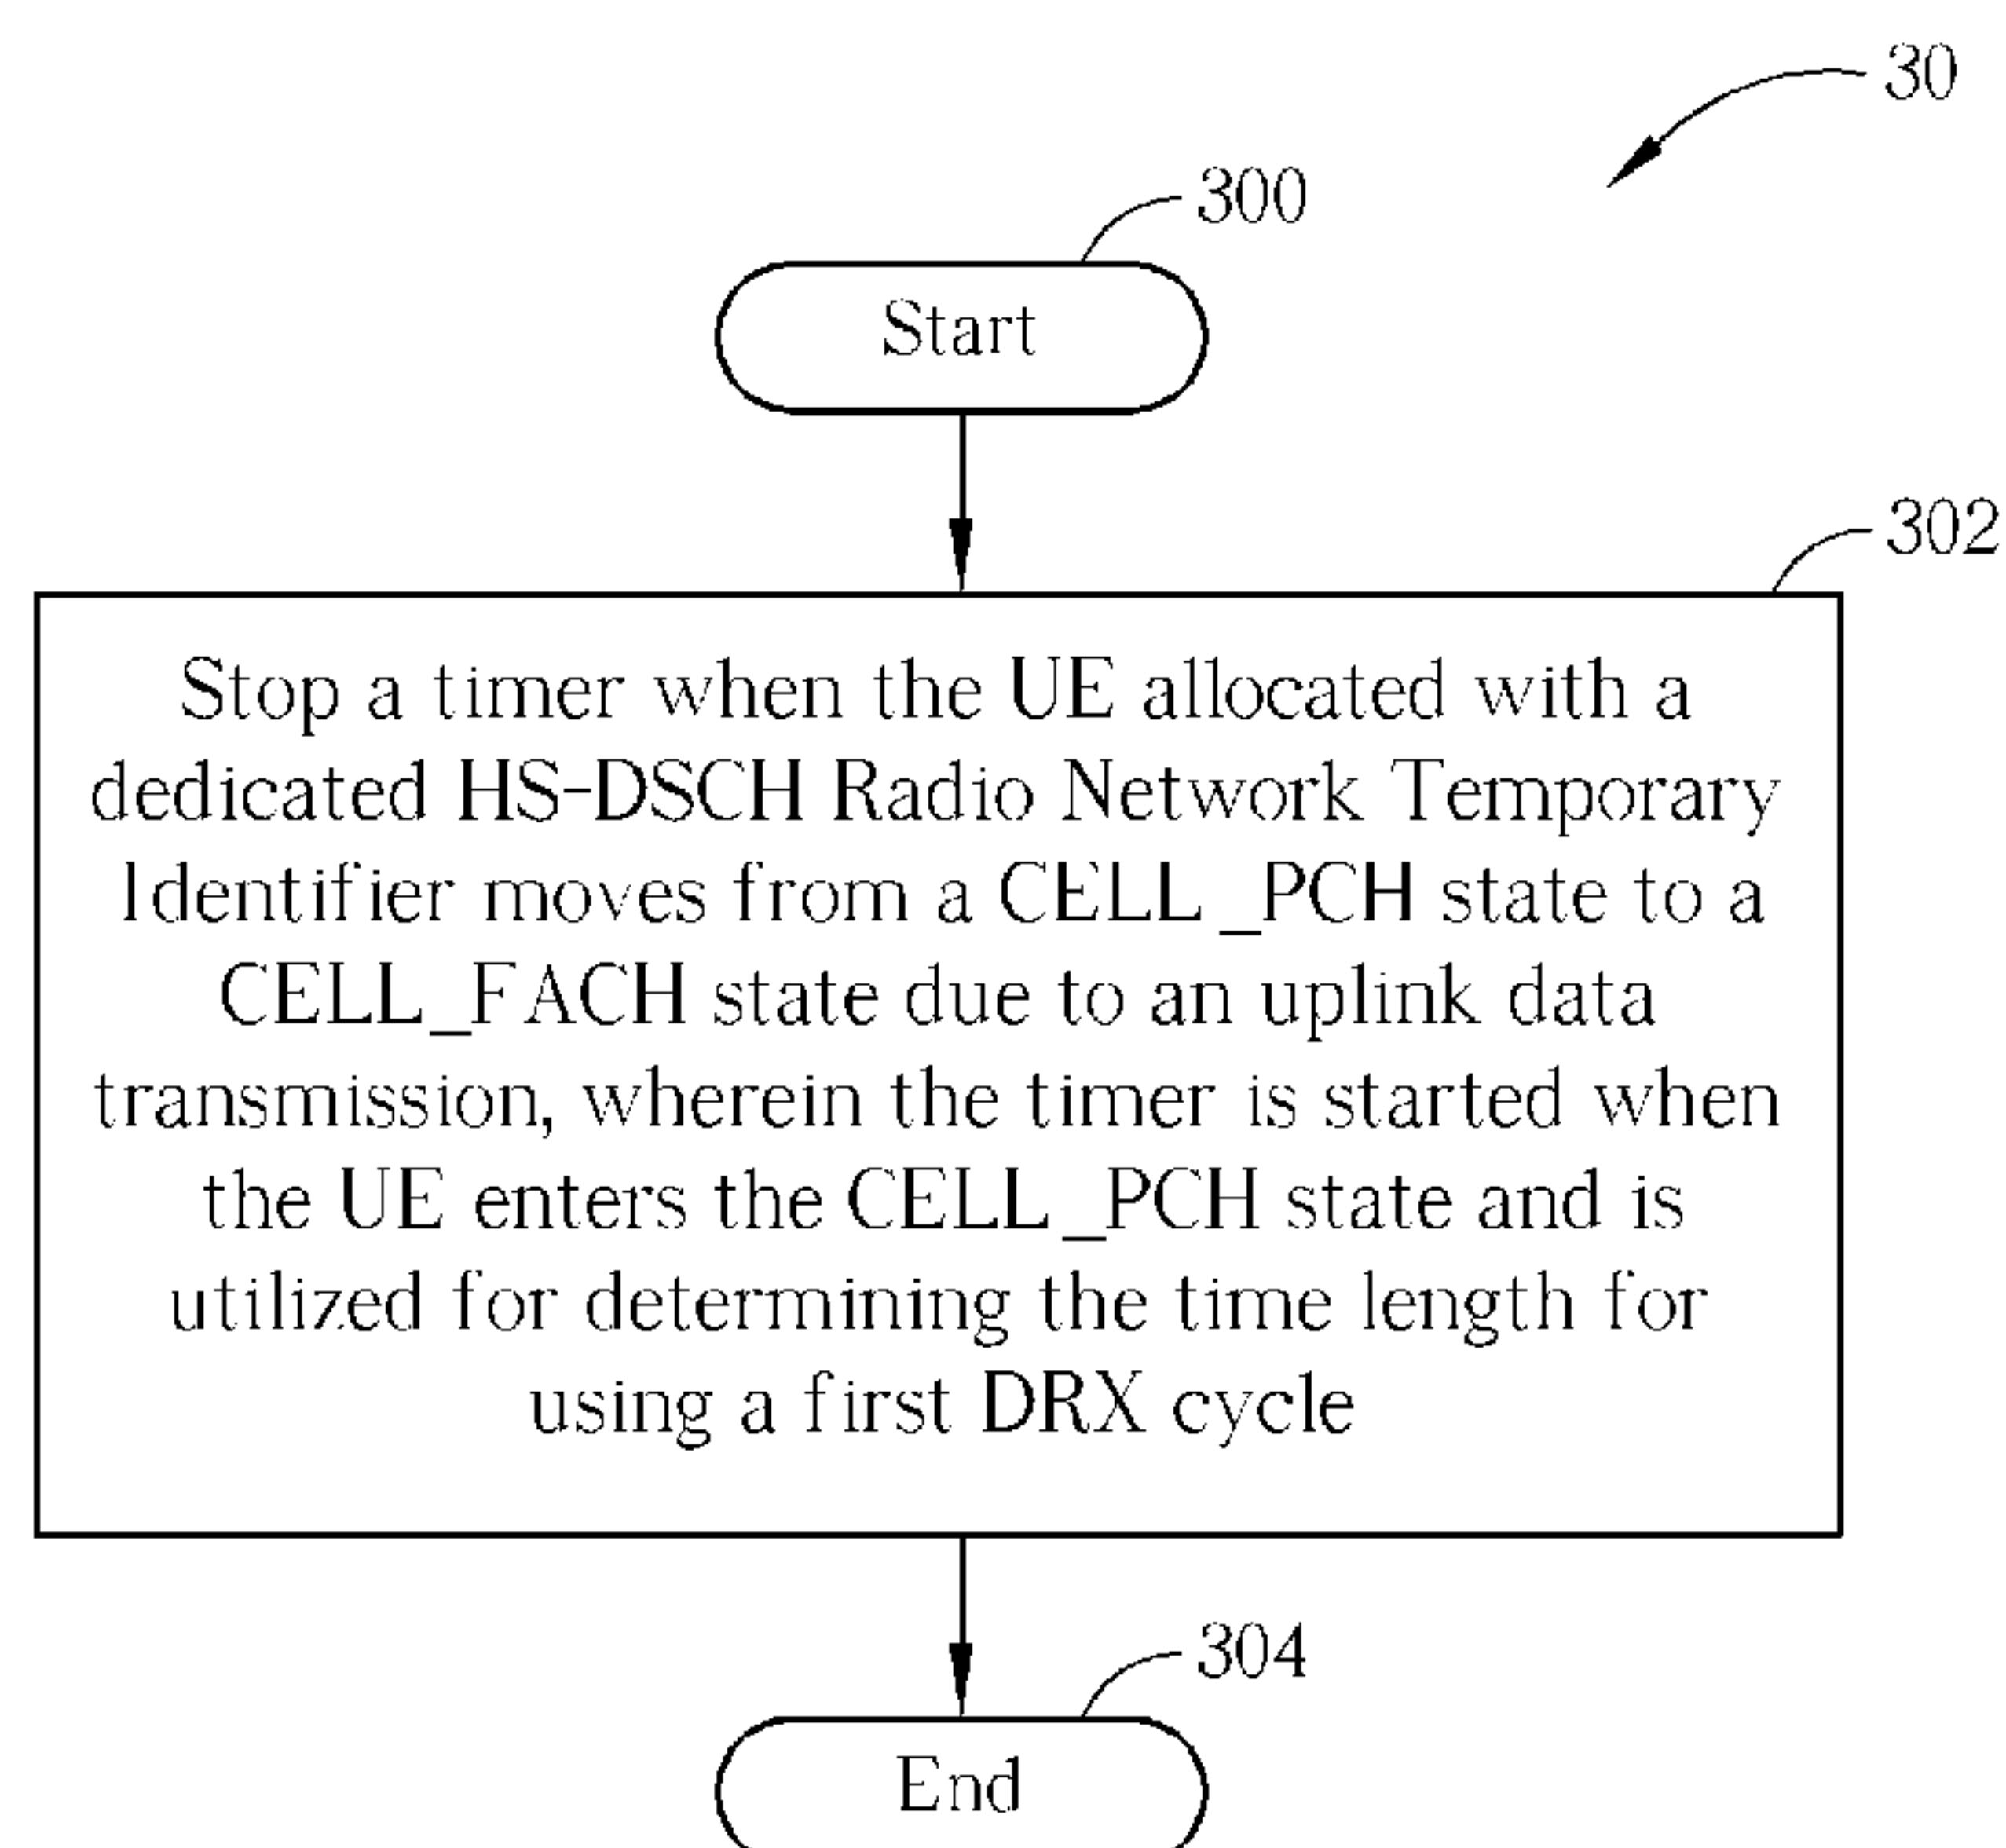 30
300
Start
302
Stop a timer when the UE allocated with a
dedicated HS-DSCH Radio Network Temporary
Identifier moves from a CELL_PCH state to a
CELL_FACH state due to an uplink data
transmission, wherein the timer is started when
the UE enters the CELL_PCH state and is
utilized for determining the time length for
using a first DRX cycle
304
End